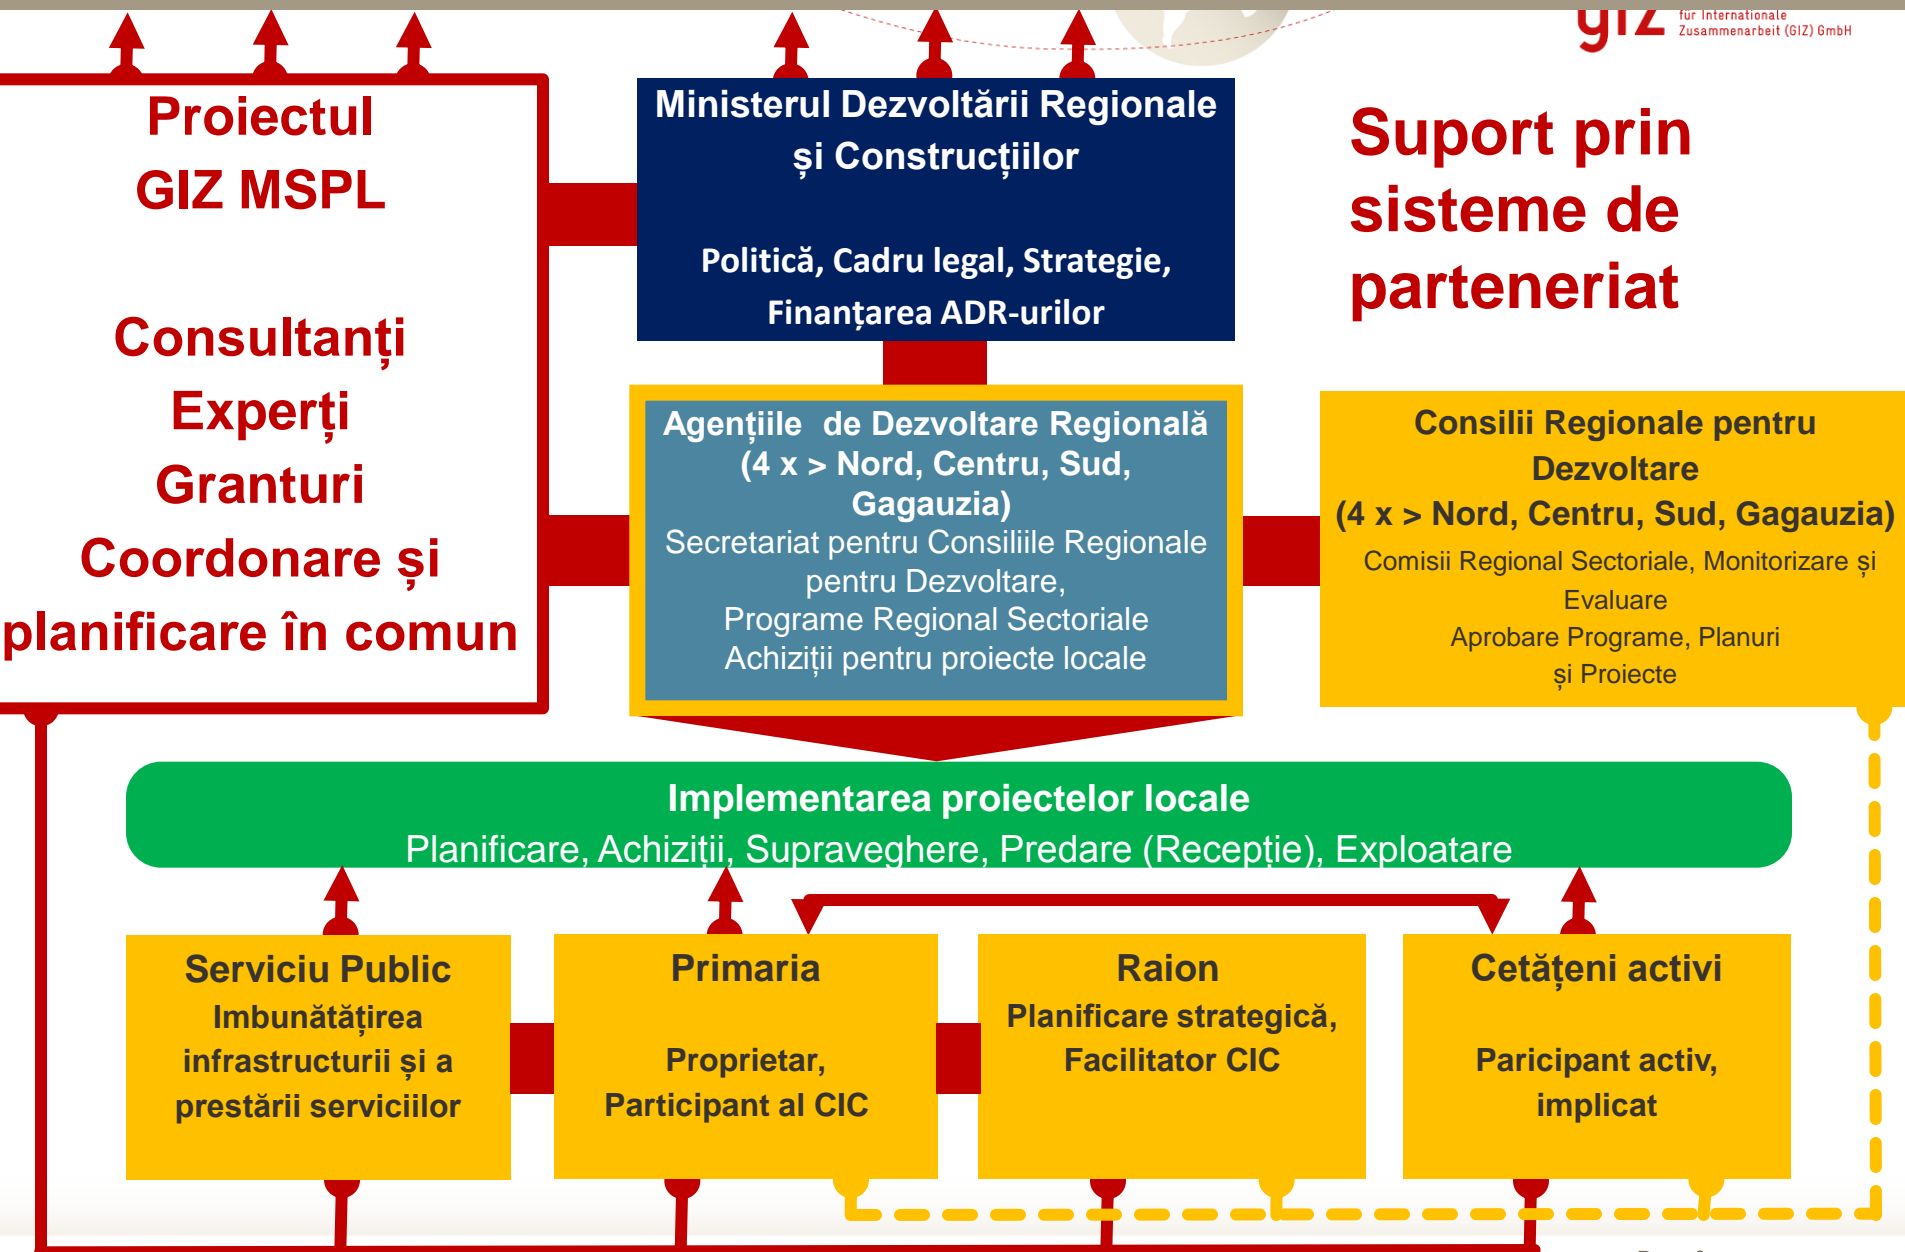 giz
für Internationale
Zusammenarbeit (GIZ) GmbH
Suport prin
sisteme de
parteneriat
Proiectul
GIZ MSPL
Consultanți
Experți
Granturi
Coordonare și
planificare în comun
Ministerul Dezvoltării Regionale
și Construcțiilor
Politică, Cadru legal, Strategie,
Finanțarea ADR-urilor
Agențiile de Dezvoltare Regională
(4 x > Nord, Centru, Sud,
Gagauzia)
Secretariat pentru Consiliile Regionale
pentru Dezvoltare,
Programe Regional Sectoriale
Achiziții pentru proiecte locale
Consilii Regionale pentru
Dezvoltare
(4 x > Nord, Centru, Sud, Gagauzia)
Comisii Regional Sectoriale, Monitorizare și
Evaluare
Aprobare Programe, Planuri
și Proiecte
Implementarea proiectelor locale
Planificare, Achiziții, Supraveghere, Predare (Recepție), Exploatare
Serviciu Public
Imbunătățirea
infrastructurii și a
prestării serviciilor
Primaria
Proprietar,
Participant al CIC
Raion
Planificare strategică,
Facilitator CIC
Cetățeni activi
Paricipant activ,
implicat